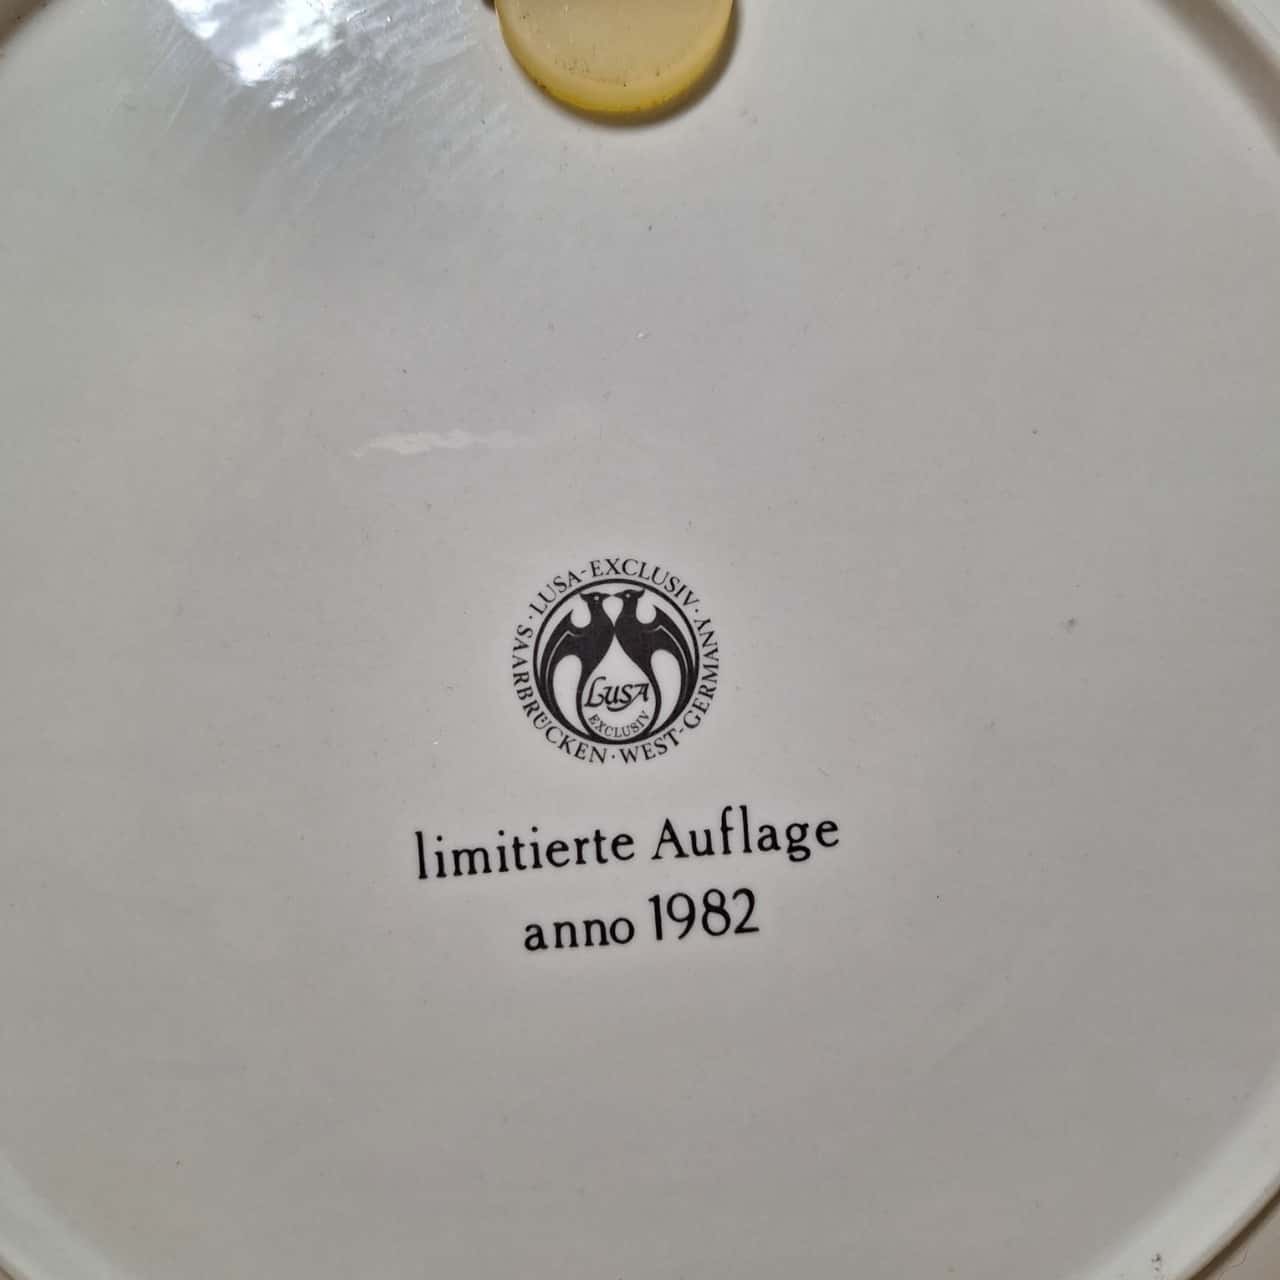 · LUSA-EXCLUSIV · WEST-GERMANY · SAARBRÜCKEN
LUSA
EXCLUSIV
limitierte Auflage
anno 1982